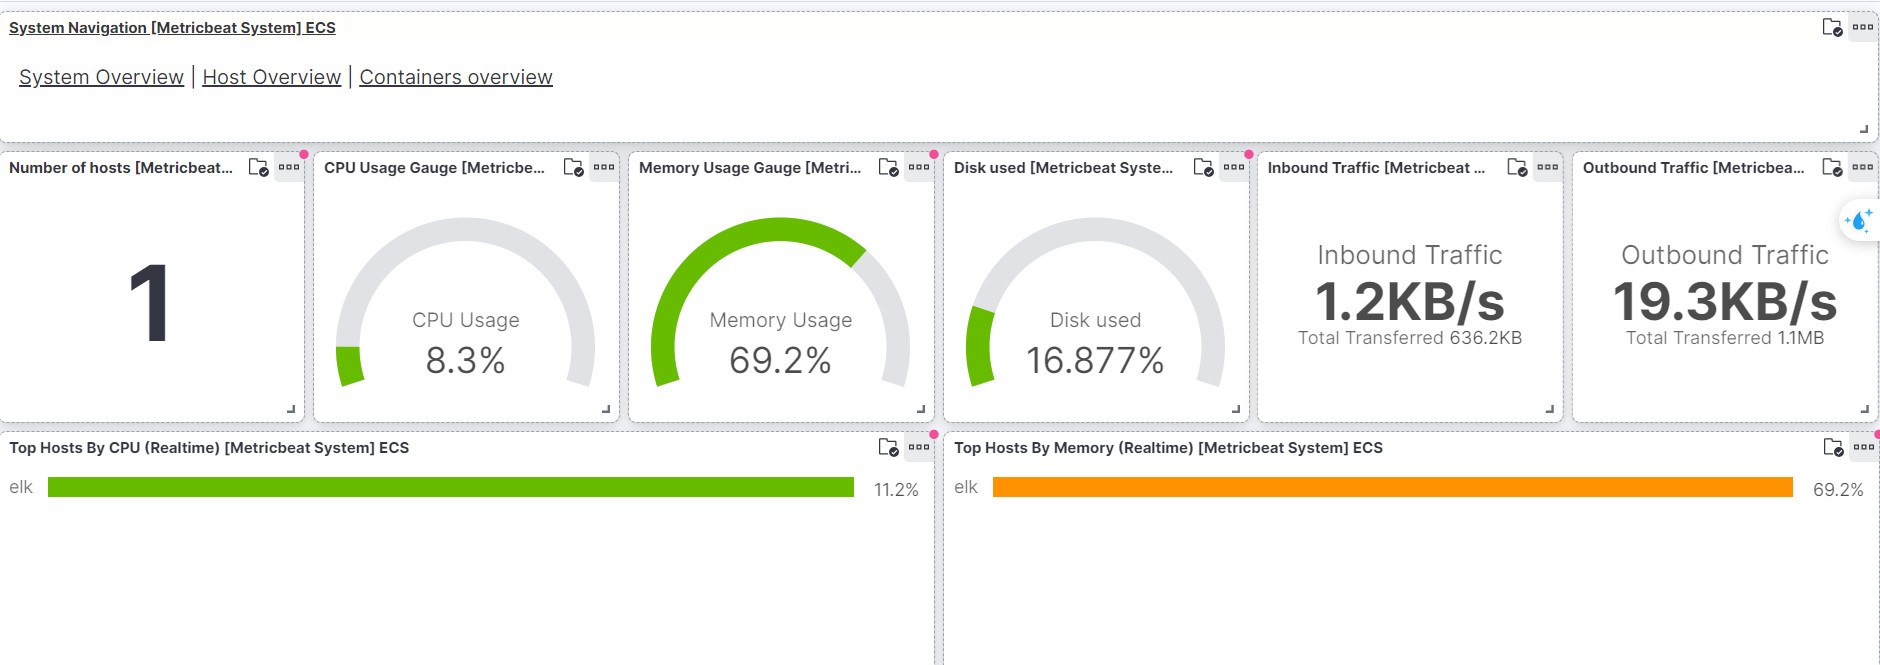 System Navigation [Metricbeat System] ECS
System Overview | Host Overview | Containers overview
Number of hosts [Metricbeat...
CPU Usage Gauge [Metricbe...
Memory Usage Gauge [Metri...
Disk used [Metricbeat Syste...
Inbound Traffic [Metricbeat ...
Outbound Traffic [Metricbea...
1
CPU Usage
8.3%
Memory Usage
69.2%
Disk used
16.877%
Inbound Traffic
1.2KB/s
Total Transferred 636.2KB
Outbound Traffic
19.3KB/s
Total Transferred 1.1MB
Top Hosts By CPU (Realtime) [Metricbeat System] ECS
elk 11.2%
Top Hosts By Memory (Realtime) [Metricbeat System] ECS
elk 69.2%